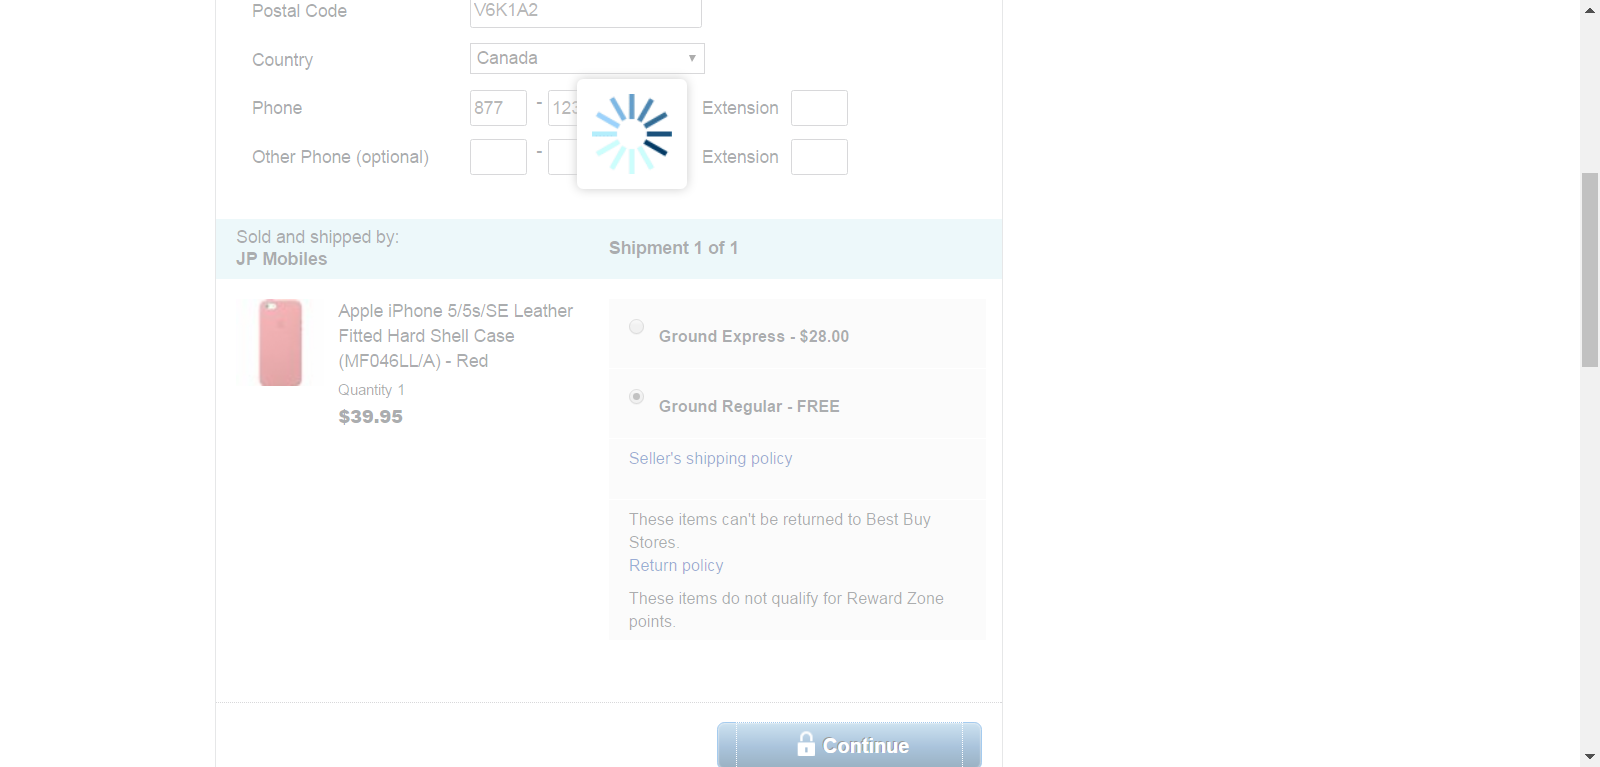 Postal Code V6K1A2
Country Canada
Phone 877 - 123 Extension
Other Phone (optional) - Extension
Sold and shipped by:
JP Mobiles
Shipment 1 of 1
Apple iPhone 5/5s/SE Leather
Fitted Hard Shell Case
(MF046LL/A) - Red
Quantity 1
$39.95
Ground Express - $28.00
Ground Regular - FREE
Seller's shipping policy
These items can't be returned to Best Buy
Stores.
Return policy
These items do not qualify for Reward Zone
points.
Continue